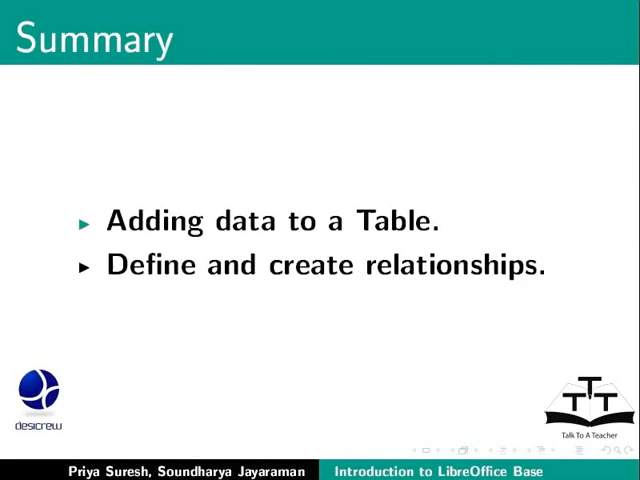 Summary
Adding data to a Table.
Define and create relationships.
desicrew
T T T
Talk To A Teacher
Priya Suresh, Soundharya Jayaraman Introduction to LibreOffice Base